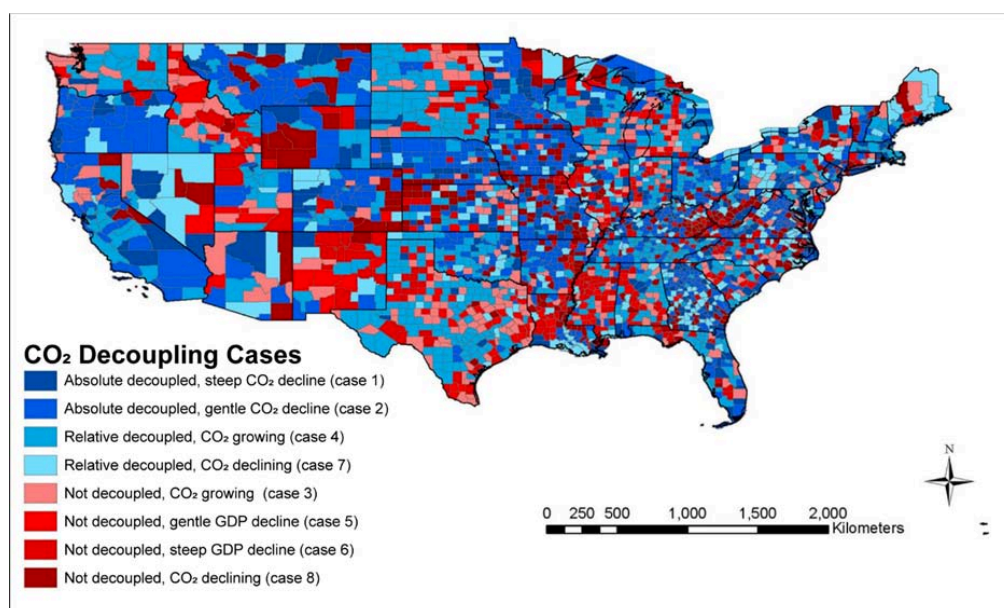 CO₂ Decoupling Cases
Absolute decoupled, steep CO₂ decline (case 1)
Absolute decoupled, gentle CO₂ decline (case 2)
Relative decoupled, CO₂ growing (case 4)
Relative decoupled, CO₂ declining (case 7)
Not decoupled, CO₂ growing (case 3)
Not decoupled, gentle GDP decline (case 5)
Not decoupled, steep GDP decline (case 6)
Not decoupled, CO₂ declining (case 8)
N
0 250 500 1,000 1,500 2,000
Kilometers